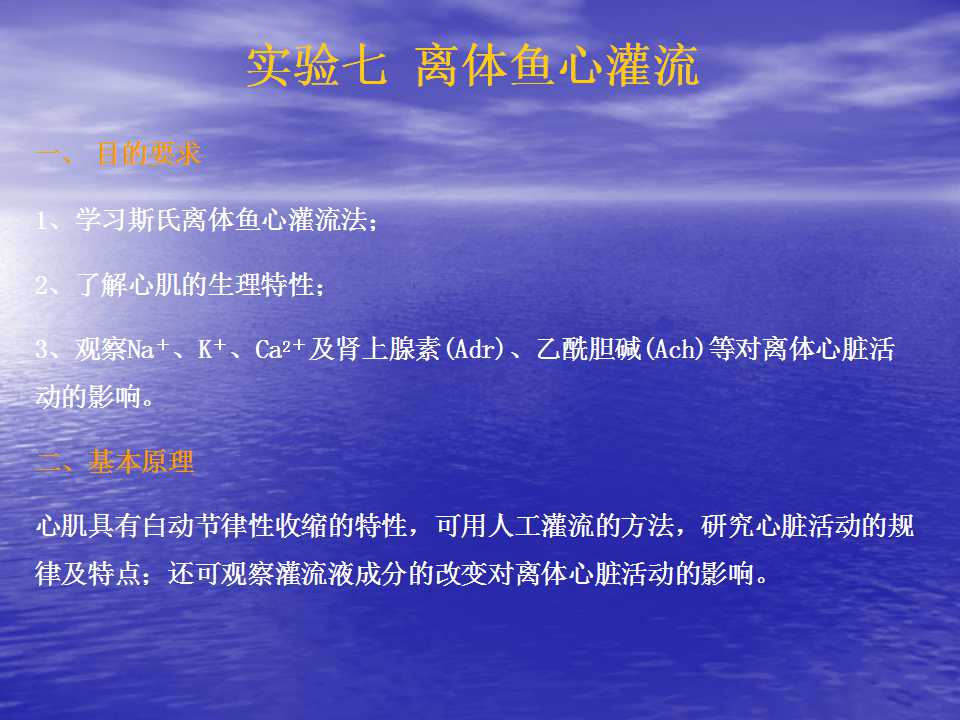 实验七 离体鱼心灌流
一、 目的要求
1、学习斯氏离体鱼心灌流法;
2、了解心肌的生理特性;
3、观察Na＋、K＋、Ca2＋及肾上腺素(Adr)、乙酰胆碱(Ach)等对离体心脏活
动的影响。
二、基本原理
心肌具有自动节律性收缩的特性，可用人工灌流的方法，研究心脏活动的规
律及特点；还可观察灌流液成分的改变对离体心脏活动的影响。